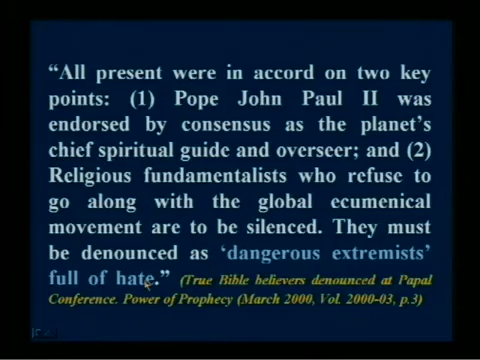 “All present were in accord on two key
points: (1) Pope John Paul II was
endorsed by consensus as the planet’s
chief spiritual guide and overseer; and (2)
Religious fundamentalists who refuse to
go along with the global ecumenical
movement are to be silenced. They must
be denounced as ‘dangerous extremists’
full of hate.” (True Bible believers denounced at Papal
Conference. Power of Prophecy (March 2000, Vol. 2000-03, p.3)